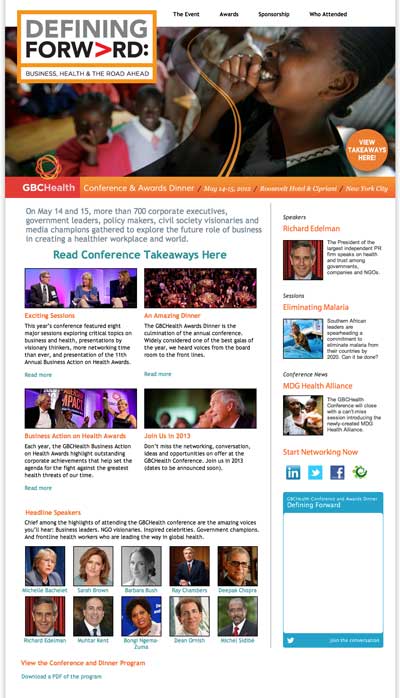 DEFINING
FORW>RD:
BUSINESS, HEALTH & THE ROAD AHEAD
The Event
Awards
Sponsorship
Who Attended
VIEW
TAKEAWAYS
HERE!
GBCHealth
Conference & Awards Dinner / May 14-15, 2012 / Roosevelt Hotel & Cipriani / New York City
On May 14 and 15, more than 700 corporate executives,
government leaders, policy makers, civil society visionaries and
media champions gathered to explore the future role of business
in creating a healthier workplace and world.
Read Conference Takeaways Here
Exciting Sessions
This year's conference featured eight
major sessions exploring critical topics on
business and health, presentations by
visionary thinkers, more networking time
than ever, and presentation of the 11th
Annual Business Action on Health Awards.
Read more
An Amazing Dinner
The GBCHealth Awards Dinner is the
culmination of the annual conference.
Widely considered one of the best galas of
the year, we heard voices from the board
room to the front lines.
Read more
Business Action on Health Awards
Each year, the GBCHealth Business Action
on Health Awards highlight outstanding
corporate achievements that help set the
agenda for the fight against the greatest
health threats of our time.
Read more
Join Us in 2013
Don't miss the networking, conversation,
ideas and opportunities on offer at the
GBCHealth Conference. Join us in 2013
(dates to be announced soon).
Headline Speakers
Chief among the highlights of attending the GBCHealth conference are the amazing voices
you'll hear: Business leaders. NGO visionaries. Inspired celebrities. Government champions.
And frontline health workers who are leading the way in global health.
Michelle Bachelet
Sarah Brown
Barbara Bush
Ray Chambers
Deepak Chopra
Richard Edelman
Muhtar Kent
Bongi Ngema-
Zuma
Dean Ornish
Michel Sidibé
View the Conference and Dinner Program
Download a PDF of the program
Speakers
Richard Edelman
The President of the
largest independent PR
firm speaks on health
and trust among
governments,
companies and NGOs.
Sessions
Eliminating Malaria
Southern African
leaders are
spearheading a
commitment to
eliminate malaria from
their countries by
2020. Can it be done?
Conference News
MDG Health Alliance
The GBCHealth
Conference will close
with a can't-miss
session introducing the
newly-created MDG
Health Alliance.
Start Networking Now
in
f
GBCHealth Conference and Awards Dinner
Defining Forward
Join the conversation